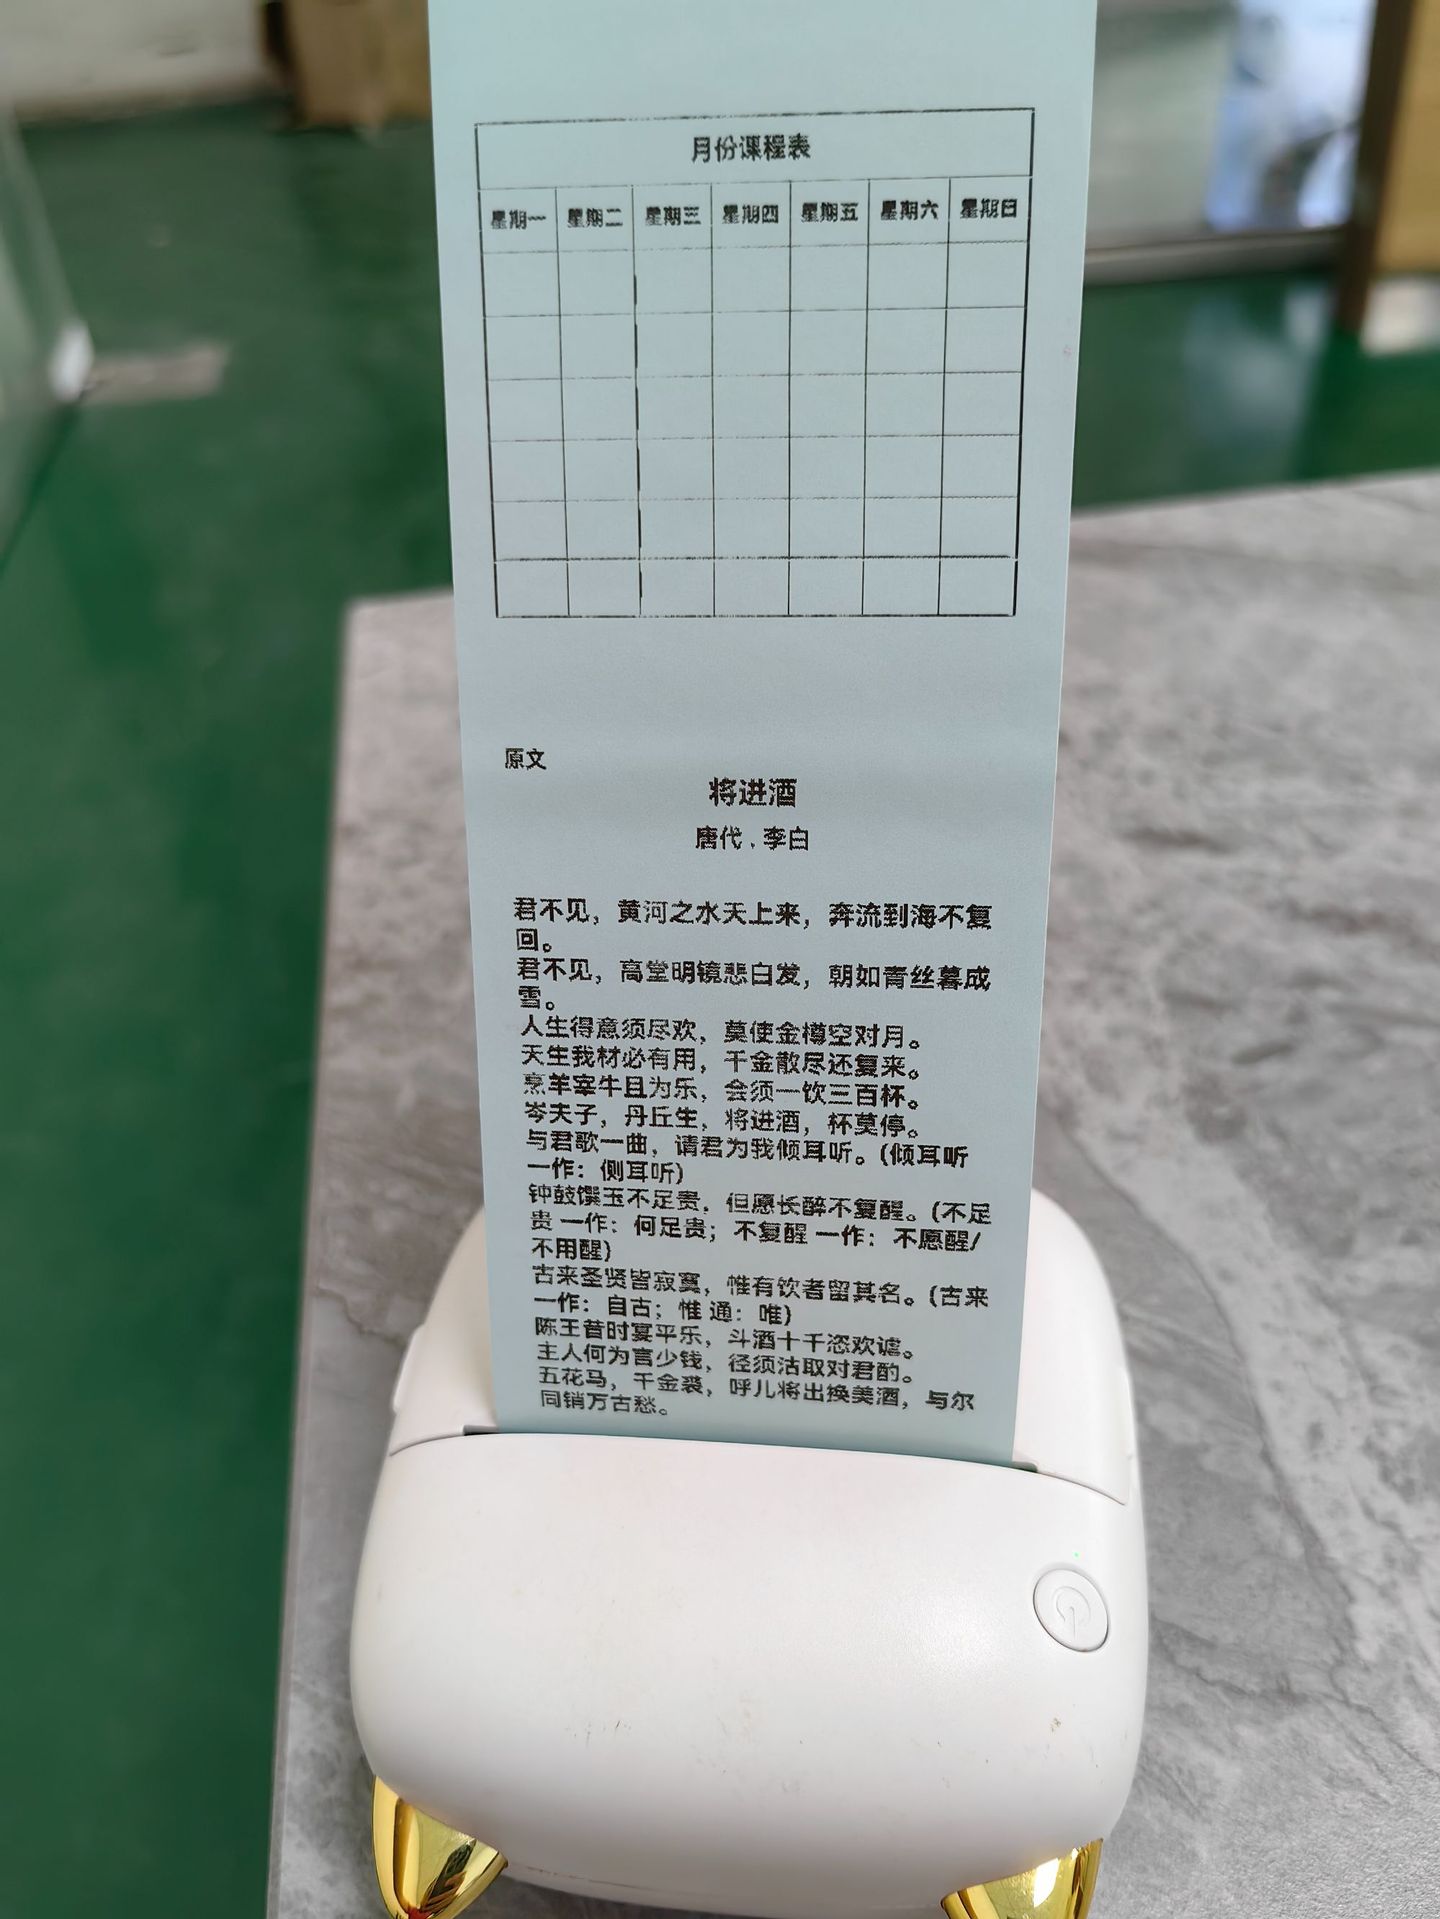 月份课程表
星期一 星期二 星期三 星期四 星期五 星期六 星期日
原文
将进酒
唐代 . 李白
君不见，黄河之水天上来，奔流到海不复
回。
君不见，高堂明镜悲白发，朝如青丝暮成
雪。
人生得意须尽欢，莫使金樽空对月。
天生我材必有用，千金散尽还复来。
烹羊宰牛且为乐，会须一饮三百杯。
岑夫子，丹丘生，将进酒，杯莫停。
与君歌一曲，请君为我倾耳听。(倾耳听
一作：侧耳听)
钟鼓馔玉不足贵，但愿长醉不复醒。(不足
贵 一作：何足贵；不复醒 一作：不愿醒/
不用醒)
古来圣贤皆寂寞，惟有饮者留其名。(古来
一作：自古；惟 通：唯)
陈王昔时宴平乐，斗酒十千恣欢谑。
主人何为言少钱，径须沽取对君酌。
五花马，千金裘，呼儿将出换美酒，与尔
同销万古愁。